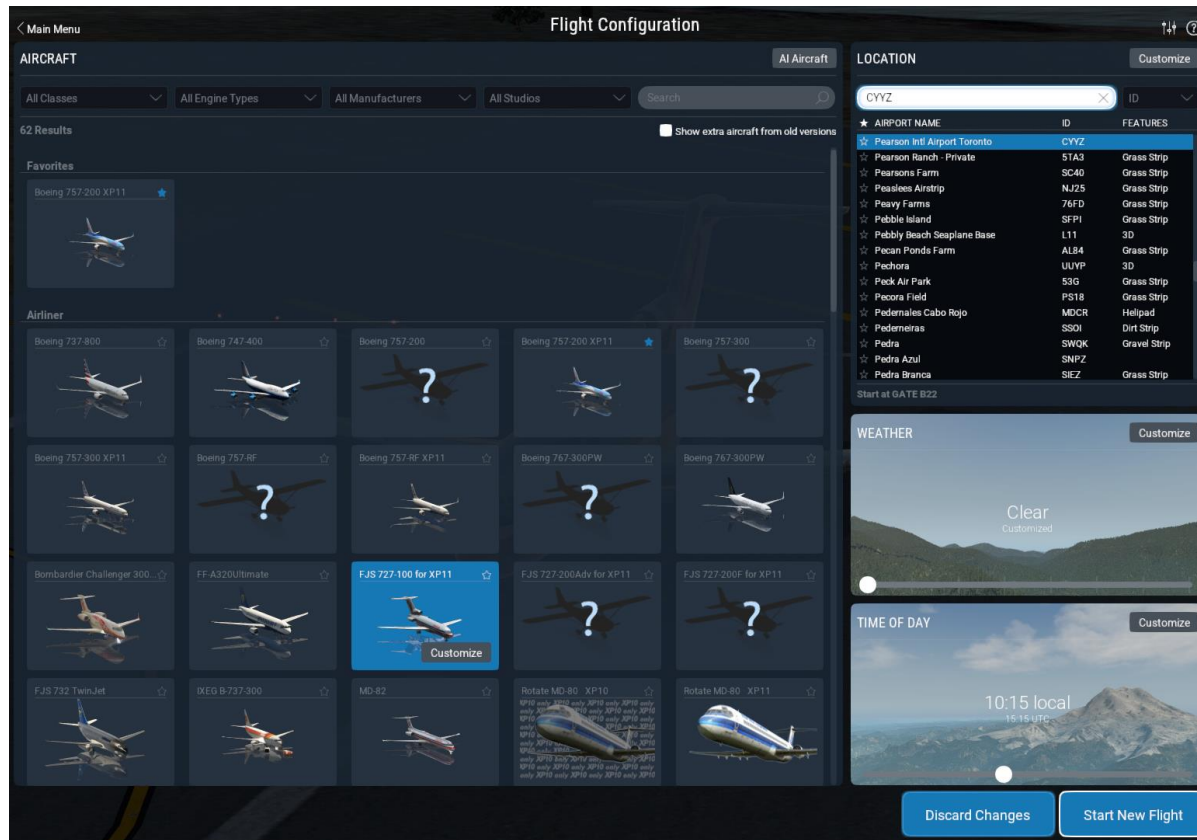 Main Menu
Flight Configuration
AIRCRAFT
AI Aircraft
All Classes
All Engine Types
All Manufacturers
All Studios
Search
62 Results
Show extra aircraft from old versions
Favorites
Boeing 757-200 XP11
Airliner
Boeing 737-800
Boeing 747-400
Boeing 757-200
Boeing 757-200 XP11
Boeing 757-300
?
?
Boeing 757-300 XP11
Boeing 757-RF
Boeing 757-RF XP11
Boeing 767-300PW
Boeing 767-300PW
?
?
Bombardier Challenger 300...
FF-A320Ultimate
FJS 727-100 for XP11
FJS 727-200Adv for XP11
FJS 727-200F for XP11
?
?
Customize
FJS 732 TwinJet
IXEG B-737-300
MD-82
Rotate MD-80 XP10
Rotate MD-80 XP11
XP10 only XP10 only XP10 only
LOCATION
Customize
CYYZ
ID
AIRPORT NAME ID FEATURES
Pearson Intl Airport Toronto CYYZ
Pearson Ranch - Private 5TA3 Grass Strip
Pearsons Farm SC40 Grass Strip
Peaslees Airstrip NJ25 Grass Strip
Peavy Farms 76FD Grass Strip
Pebble Island SFPI Grass Strip
Pebbly Beach Seaplane Base L11 3D
Pecan Ponds Farm AL84 Grass Strip
Pechora UUYP 3D
Peck Air Park 53G Grass Strip
Pecora Field PS18 Grass Strip
Pedernales Cabo Rojo MDCR Helipad
Pederneiras SSOI Dirt Strip
Pedra SWQK Gravel Strip
Pedra Azul SNPZ
Pedra Branca SIEZ Grass Strip
Start at GATE B22
WEATHER
Customize
Clear
Customized
TIME OF DAY
Customize
10:15 local
15:15 UTC
Discard Changes
Start New Flight